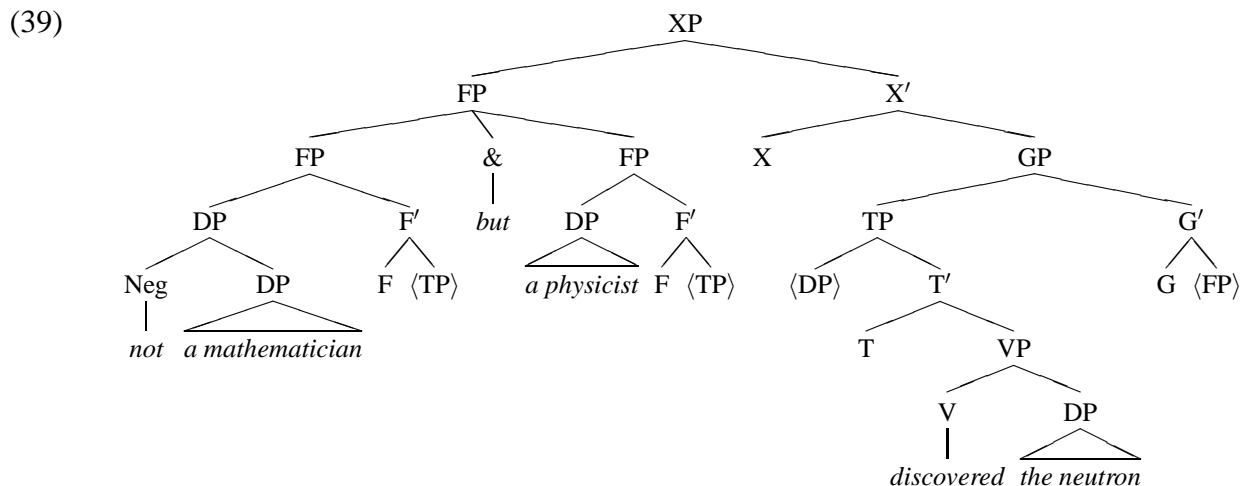 (39) XP
FP X′
FP & FP X GP
DP F′ but DP F′ TP G′
Neg DP F ⟨TP⟩ a physicist F ⟨TP⟩ ⟨DP⟩ T′ G ⟨FP⟩
not a mathematician T VP
V DP
discovered the neutron